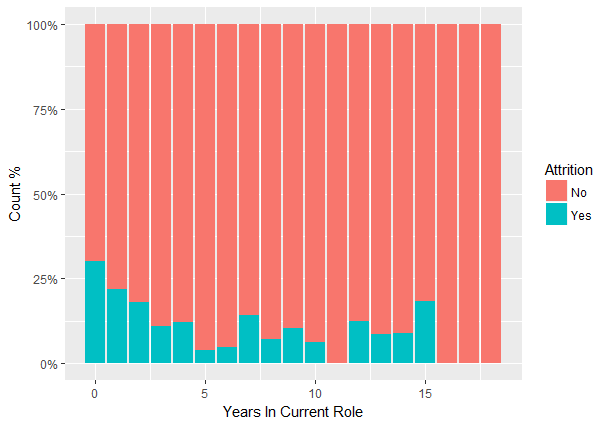 100%
75%
50%
25%
0%
Count %
0 5 10 15
Years In Current Role
Attrition
No
Yes